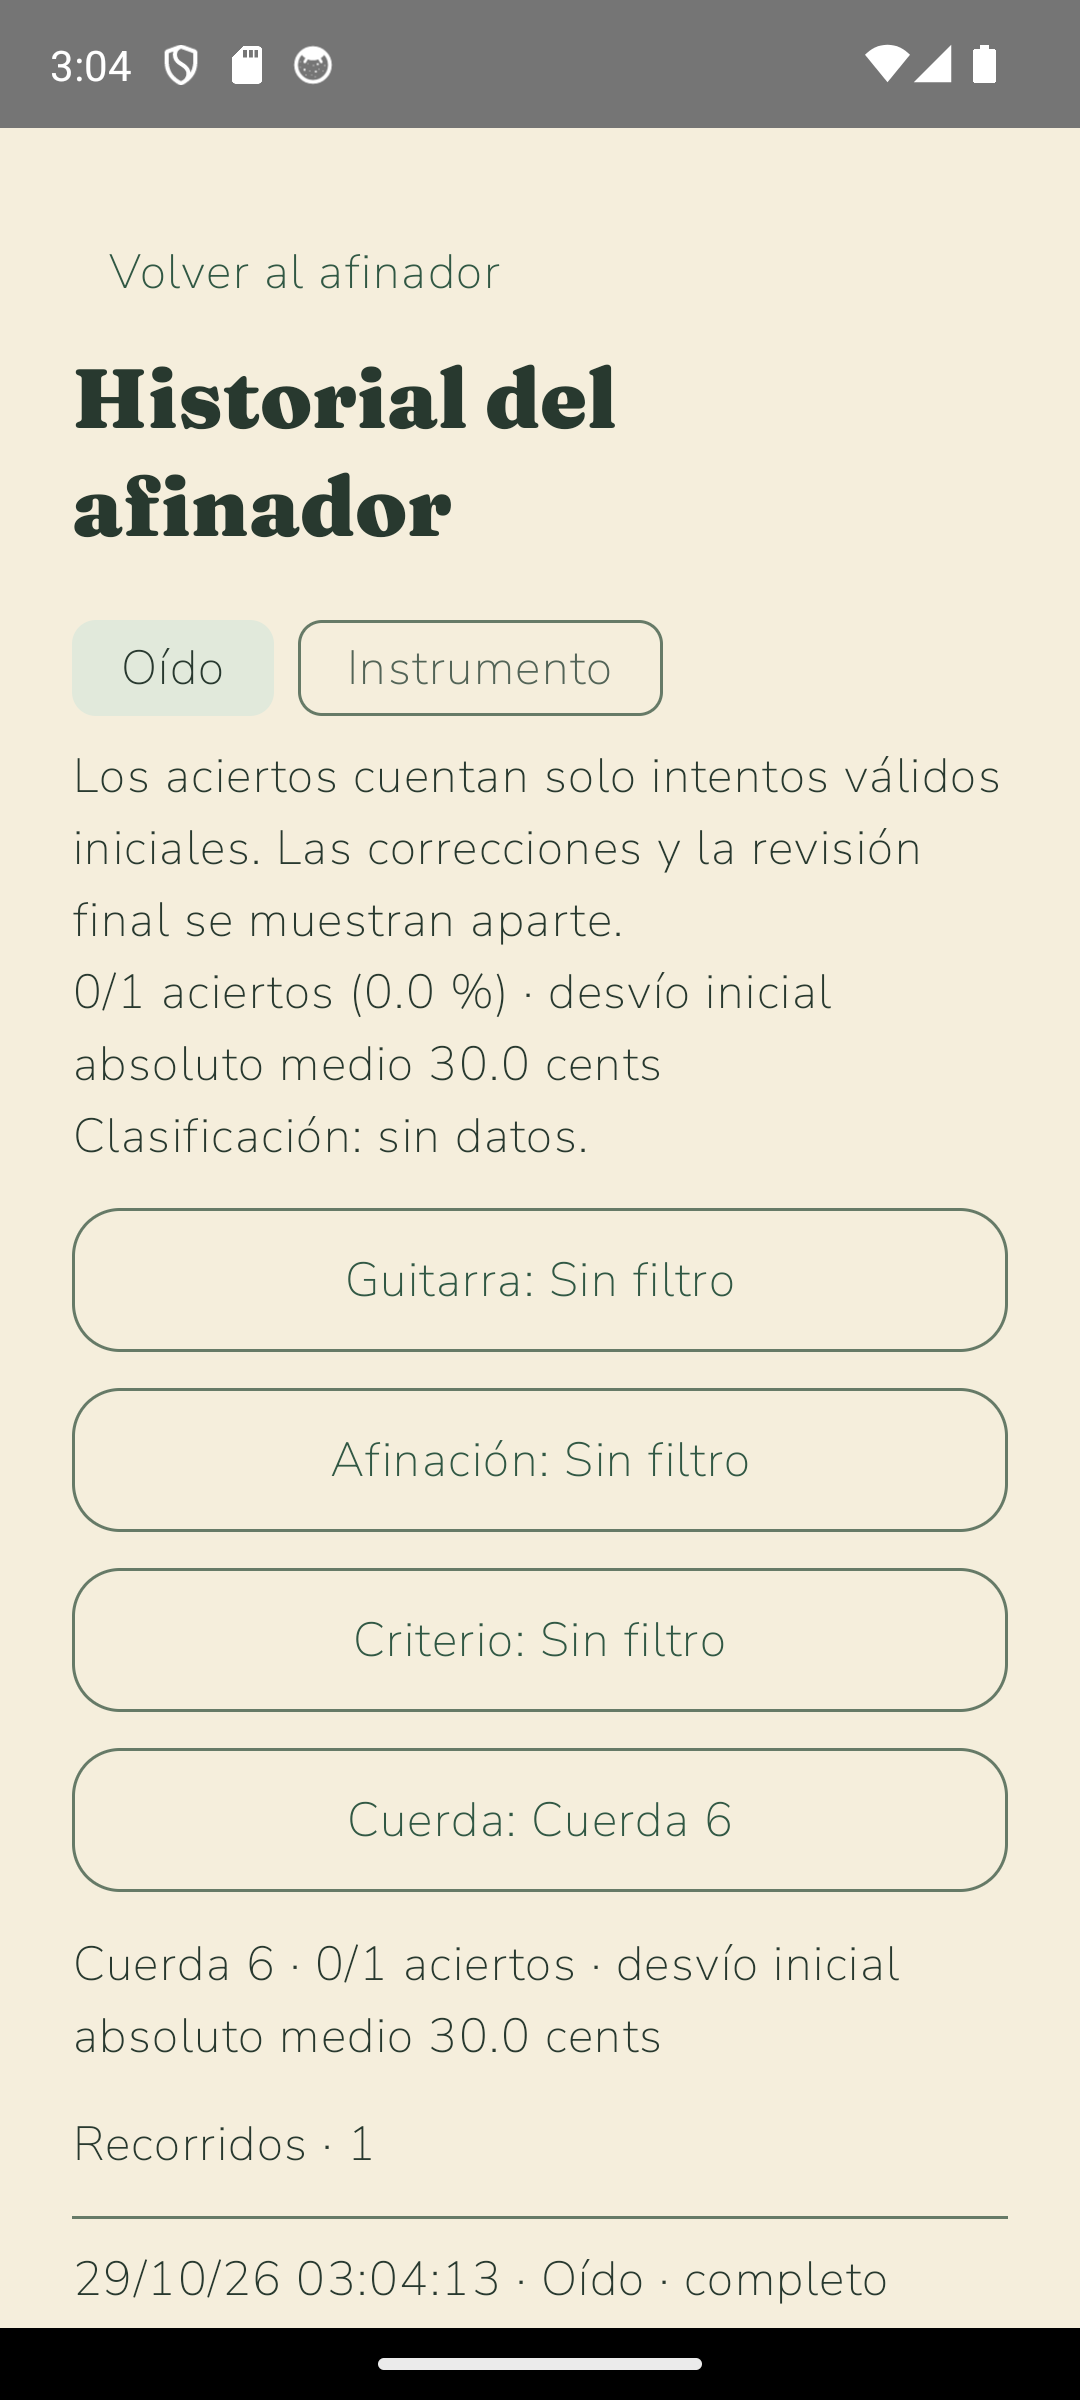 3:04
Volver al afinador
Historial del
afinador
Oído
Instrumento
Los aciertos cuentan solo intentos válidos
iniciales. Las correcciones y la revisión
final se muestran aparte.
0/1 aciertos (0.0 %) · desvío inicial
absoluto medio 30.0 cents
Clasificación: sin datos.
Guitarra: Sin filtro
Afinación: Sin filtro
Criterio: Sin filtro
Cuerda: Cuerda 6
Cuerda 6 · 0/1 aciertos · desvío inicial
absoluto medio 30.0 cents
Recorridos · 1
29/10/26 03:04:13 · Oído · completo